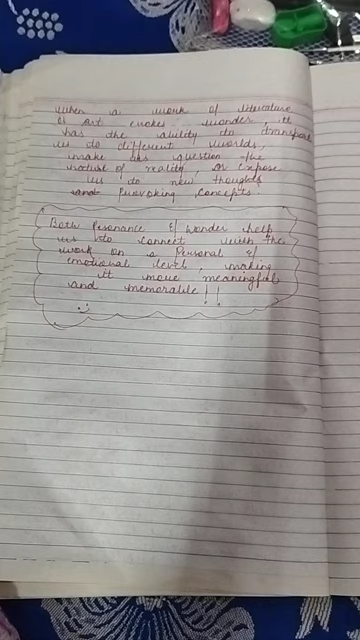 When a work of literature
or art evokes wonder, it
has the ability to transport
us to different worlds,
make us question the
nature of reality, or expose
us to new thoughts
and Provoking concepts.
Both Resonance & wonder help
us to connect with the
work on a Personal &
emotional level, making
it more meaningful
and memorable !!